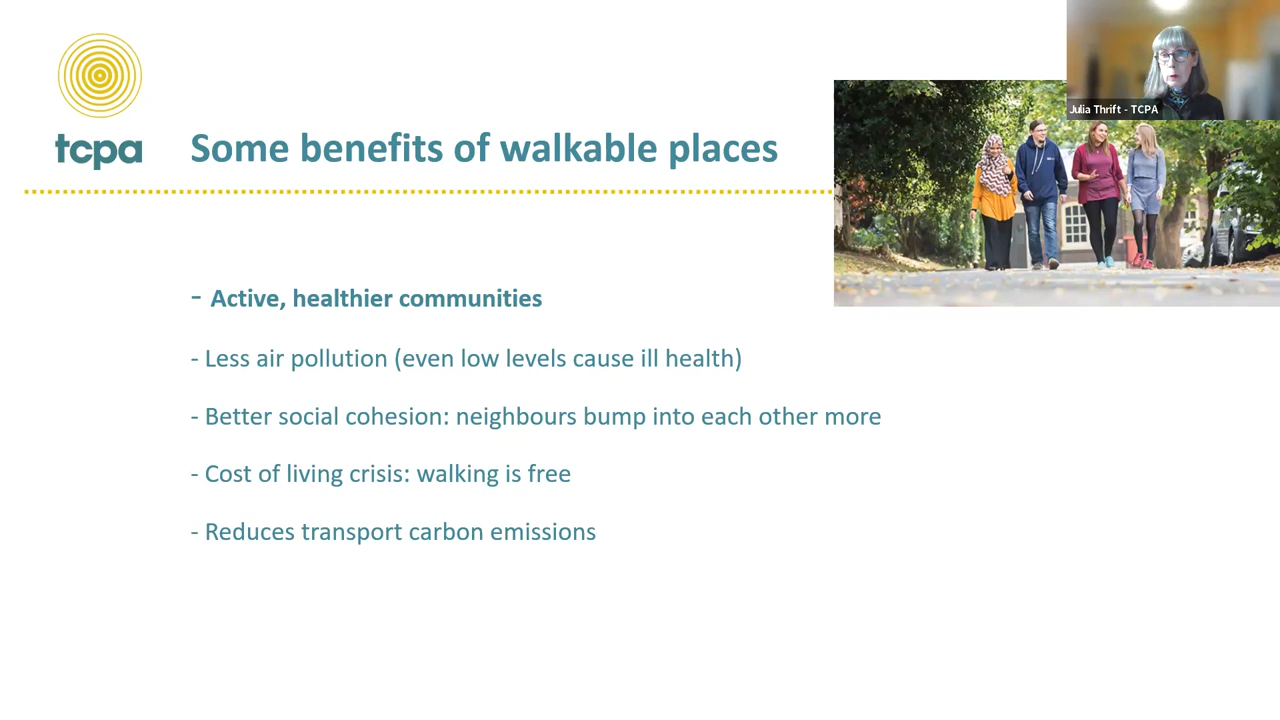 Julia Thrift - TCPA
tcpa
Some benefits of walkable places
- Active, healthier communities
- Less air pollution (even low levels cause ill health)
- Better social cohesion: neighbours bump into each other more
- Cost of living crisis: walking is free
- Reduces transport carbon emissions